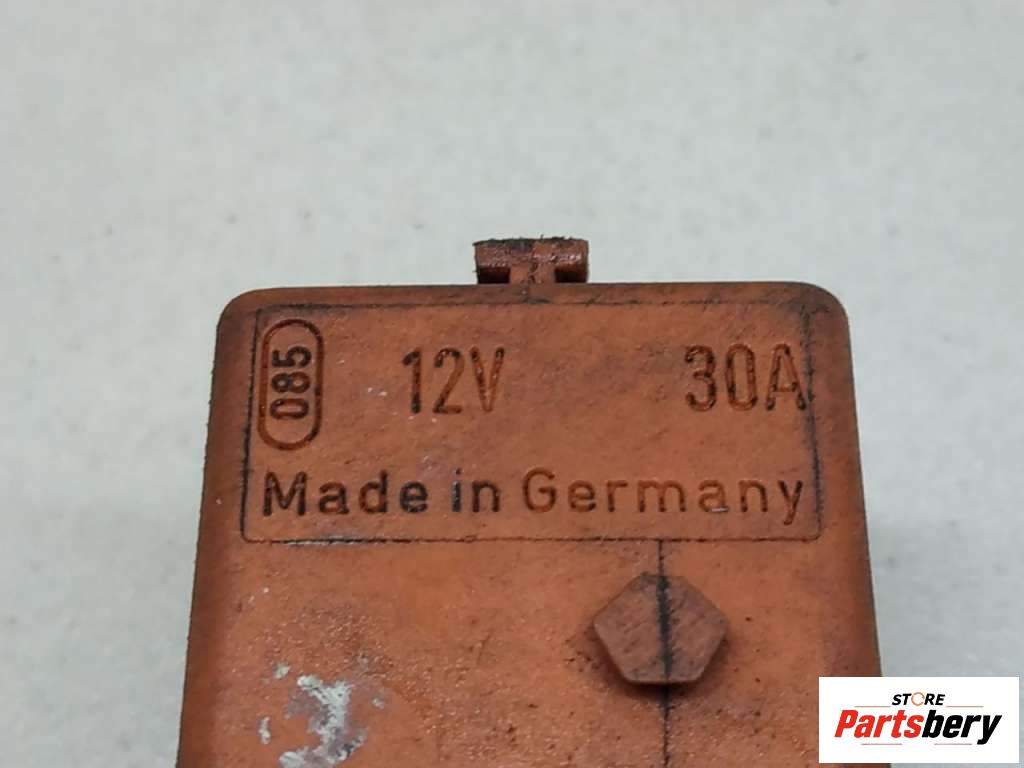 085 12V 30A
Made in Germany
STORE
Partsbery